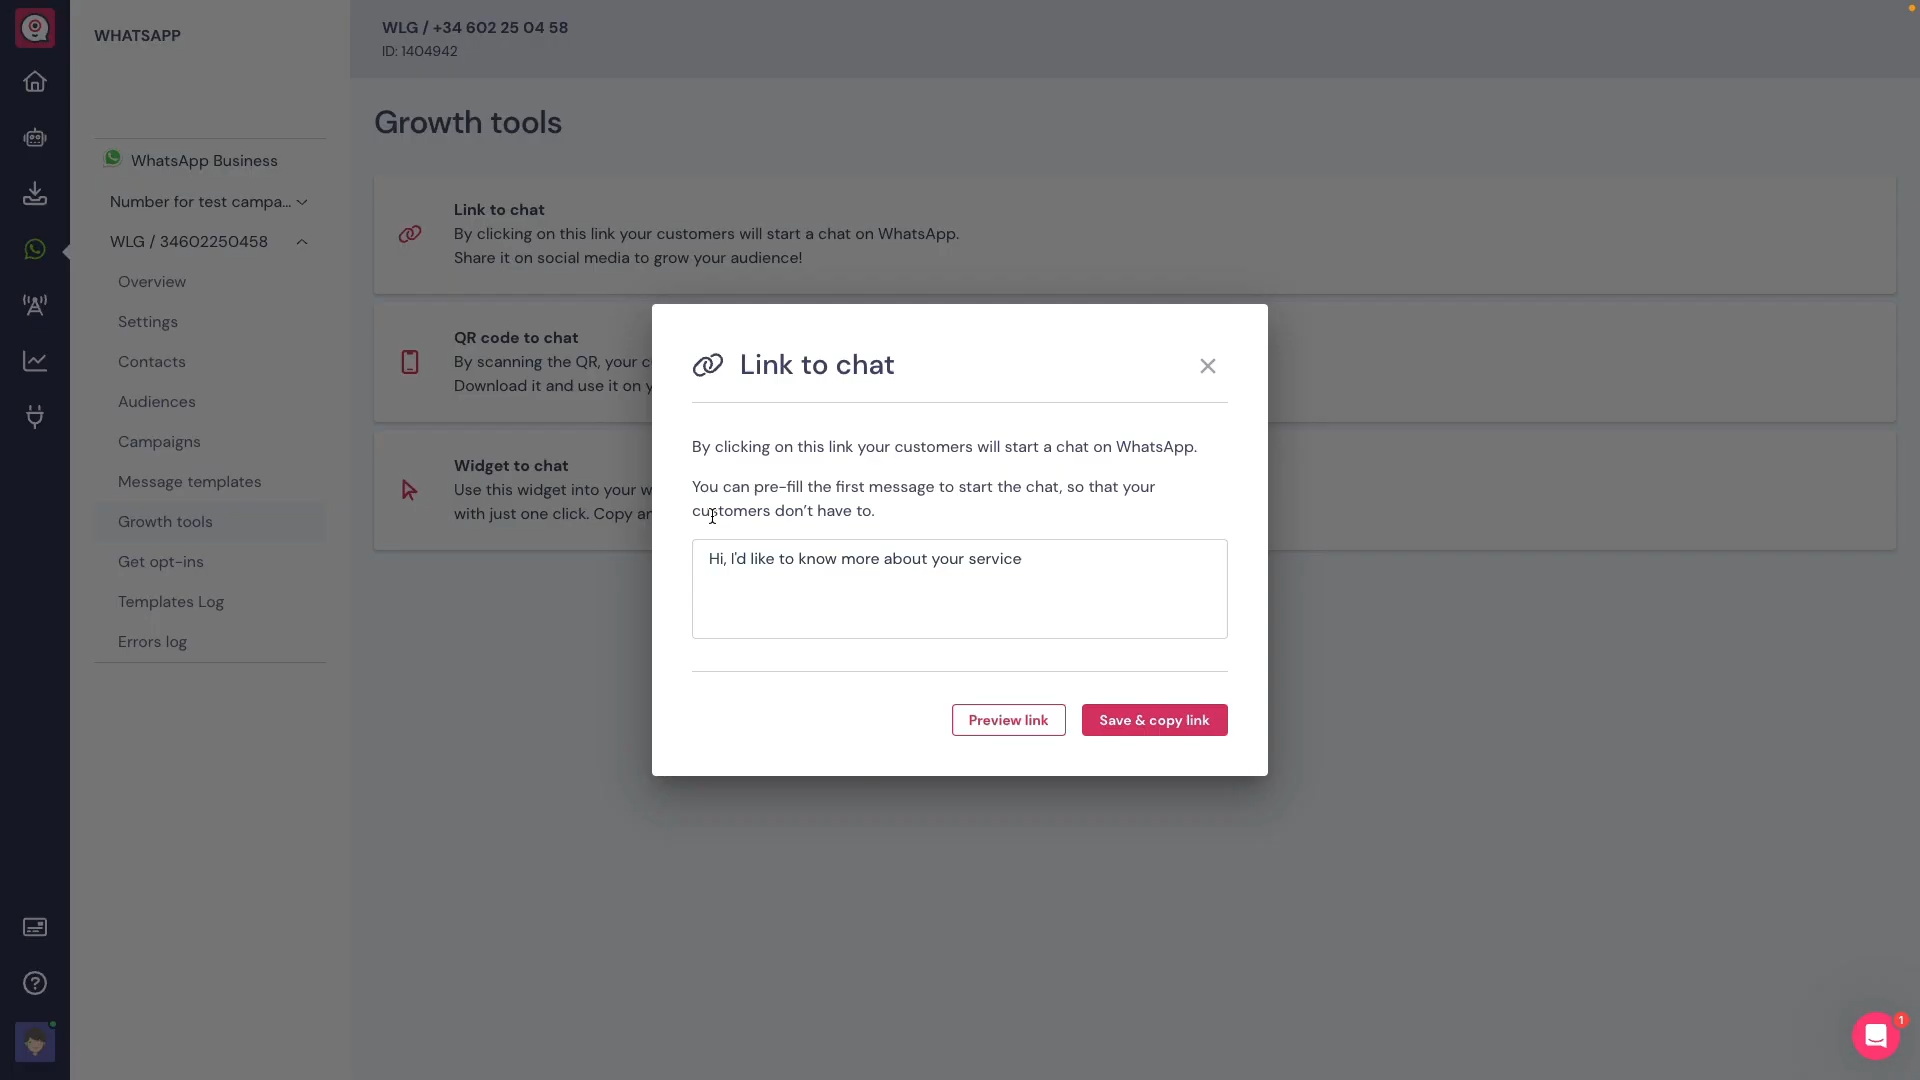 WHATSAPP
WhatsApp Business
Number for test campa...
WLG / 34602250458
Overview
Settings
Contacts
Audiences
Campaigns
Message templates
Growth tools
Get opt-ins
Templates Log
Errors log
WLG / +34 602 25 04 58
ID: 1404942
Growth tools
Link to chat
By clicking on this link your customers will start a chat on WhatsApp.
Share it on social media to grow your audience!
QR code to chat
By scanning the QR, your c
Download it and use it on y
Widget to chat
Use this widget into your w
with just one click. Copy an
Link to chat
By clicking on this link your customers will start a chat on WhatsApp.
You can pre-fill the first message to start the chat, so that your
customers don’t have to.
Hi, I'd like to know more about your service
Preview link
Save & copy link
1